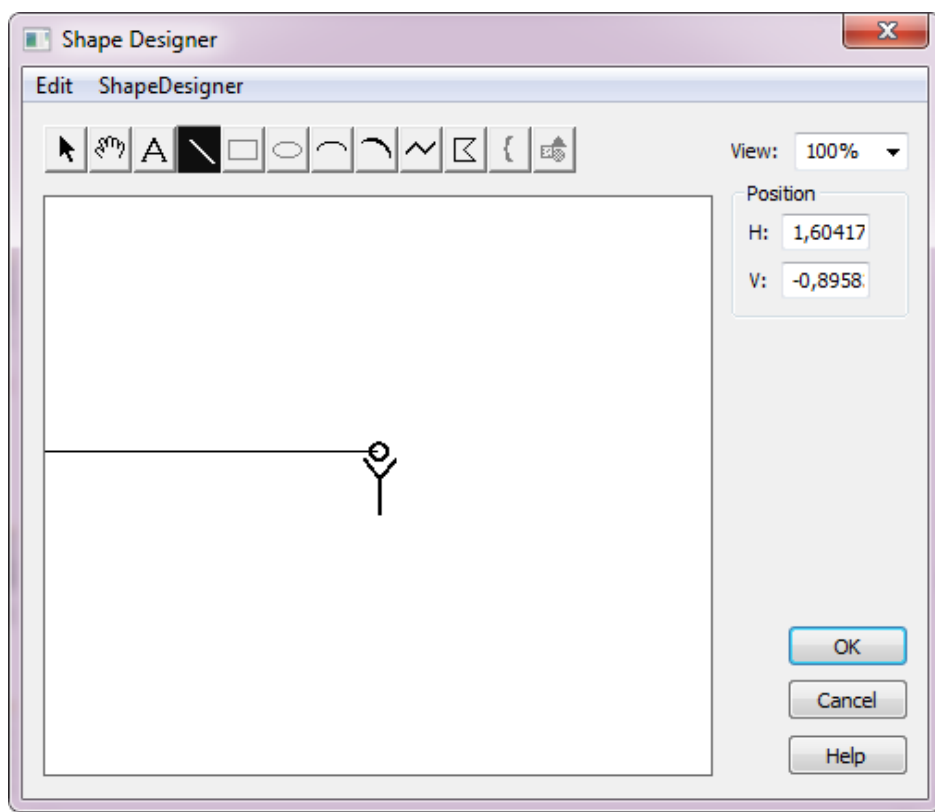 Shape Designer
Edit ShapeDesigner
A
View: 100%
Position
H: 1,60417
V: -0,8958
OK
Cancel
Help